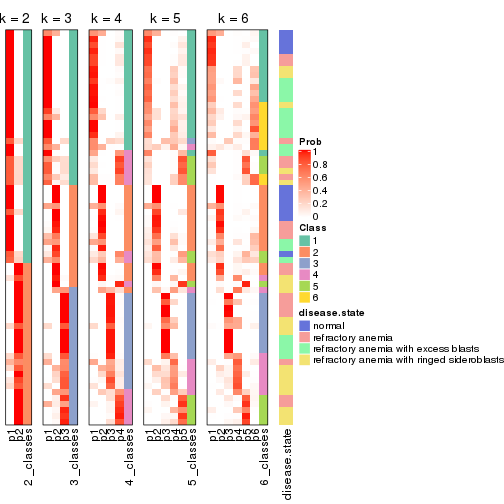 k = 2 k = 3 k = 4 k = 5 k = 6
Prob
1
0.8
0.6
0.4
0.2
0
Class
1
2
3
4
5
6
disease.state
normal
refractory anemia
refractory anemia with excess blasts
refractory anemia with ringed sideroblasts
p1
p2
2_classes
p1
p2
p3
3_classes
p1
p2
p3
p4
4_classes
p1
p2
p3
p4
p5
5_classes
p1
p2
p3
p4
p5
p6
6_classes
disease.state